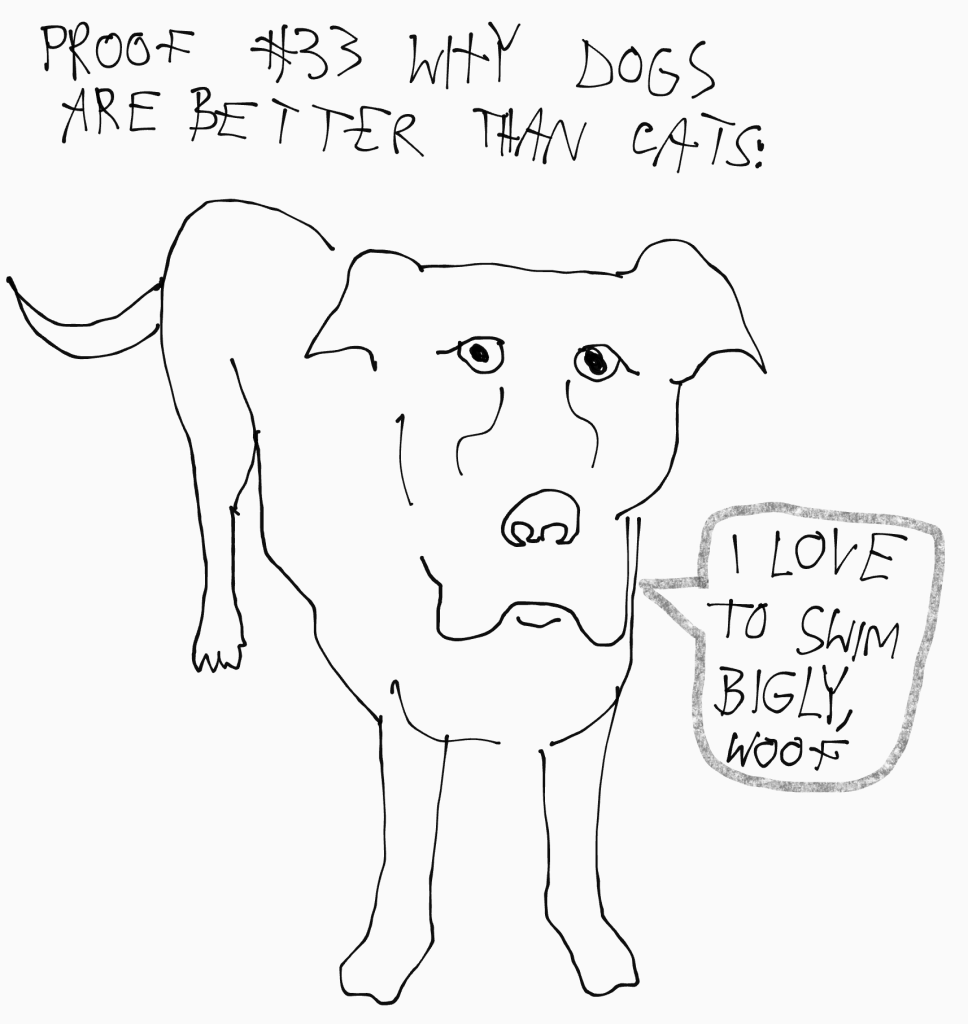 PROOF #33 WHY DOGS
ARE BETTER THAN CATS:
I LOVE
TO SWIM
BIGLY,
WOOF